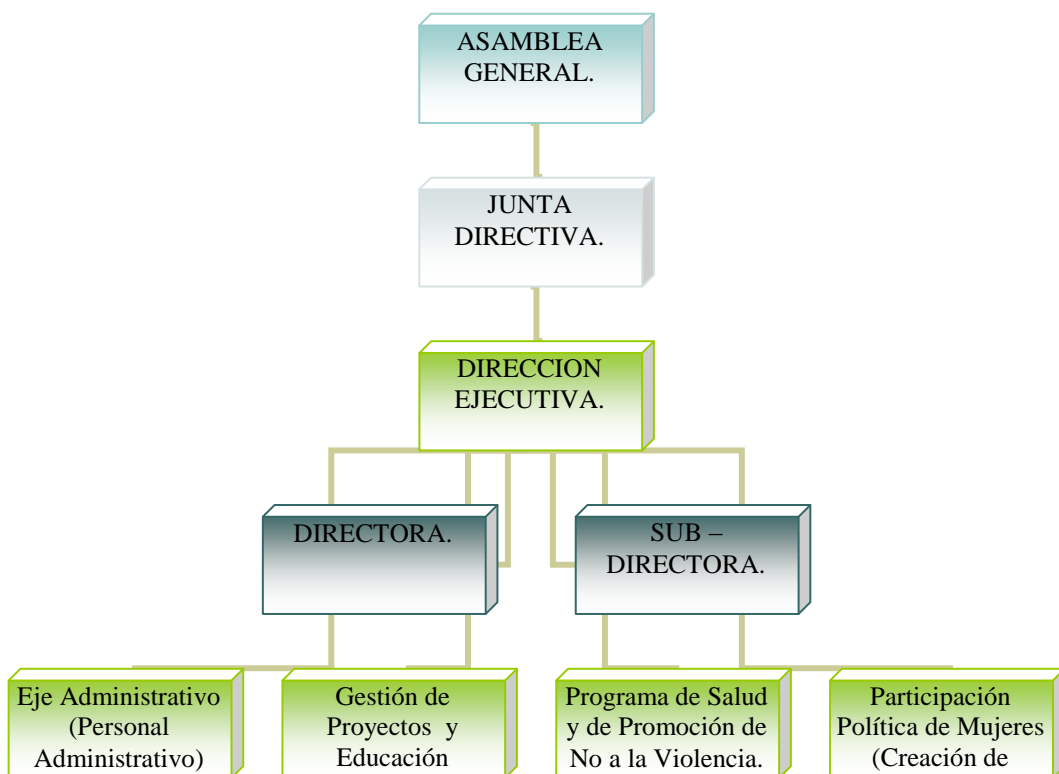 ASAMBLEA
GENERAL.
JUNTA
DIRECTIVA.
DIRECCION
EJECUTIVA.
DIRECTORA.
SUB –
DIRECTORA.
Eje Administrativo
(Personal
Administrativo)
Gestión de
Proyectos y
Educación
Programa de Salud
y de Promoción de
No a la Violencia.
Participación
Política de Mujeres
(Creación de